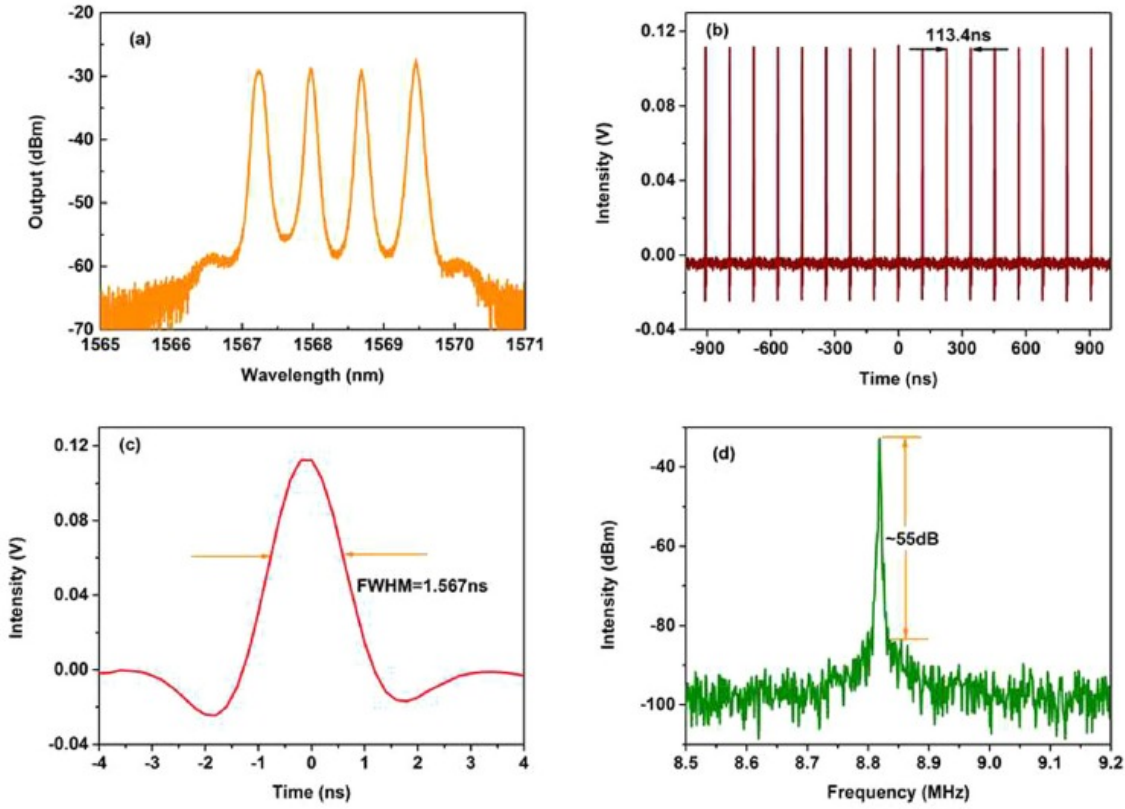 (a)
-20
-30
-40
-50
-60
-70
Output (dBm)
1565 1566 1567 1568 1569 1570 1571
Wavelength (nm)
(b)
113.4ns
0.12
0.08
0.04
0.00
-0.04
Intensity (V)
-900 -600 -300 0 300 600 900
Time (ns)
(c)
0.12
0.08
0.04
0.00
-0.04
Intensity (V)
FWHM=1.567ns
-4 -3 -2 -1 0 1 2 3 4
Time (ns)
(d)
-40
-60
-80
-100
Intensity (dBm)
~55dB
8.5 8.6 8.7 8.8 8.9 9.0 9.1 9.2
Frequency (MHz)